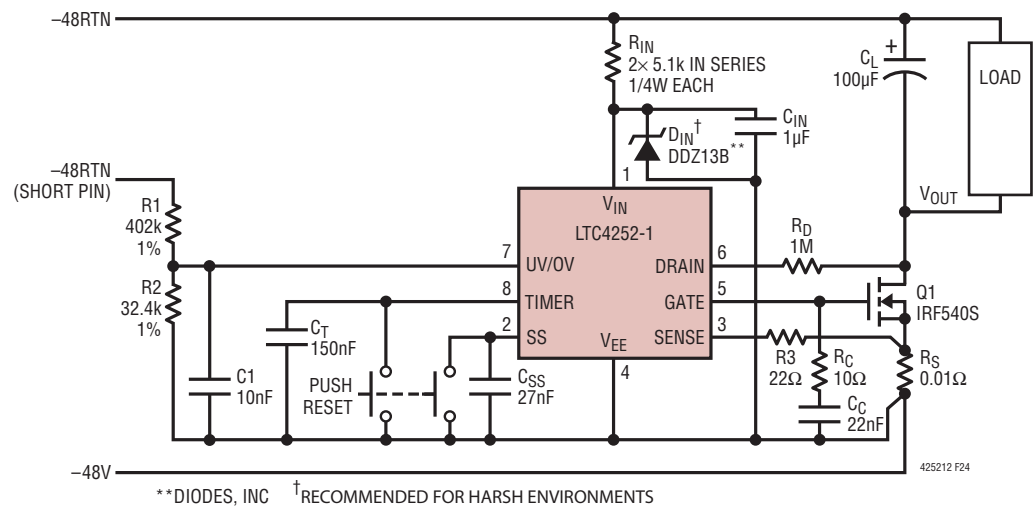 −48RTN
R_IN
2× 5.1k IN SERIES
1/4W EACH
C_L
100µF
+
LOAD
D_IN†
DDZ13B**
C_IN
1µF
−48RTN
(SHORT PIN)
R1
402k
1%
R2
32.4k
1%
1
V_IN
LTC4252-1
7
UV/OV
8
TIMER
2
SS
V_EE
4
DRAIN
6
GATE
5
SENSE
3
R_D
1M
V_OUT
Q1
IRF540S
R3
22Ω
R_C
10Ω
C_C
22nF
R_S
0.01Ω
C_T
150nF
C1
10nF
PUSH
RESET
C_SS
27nF
−48V
425212 F24
**DIODES, INC †RECOMMENDED FOR HARSH ENVIRONMENTS